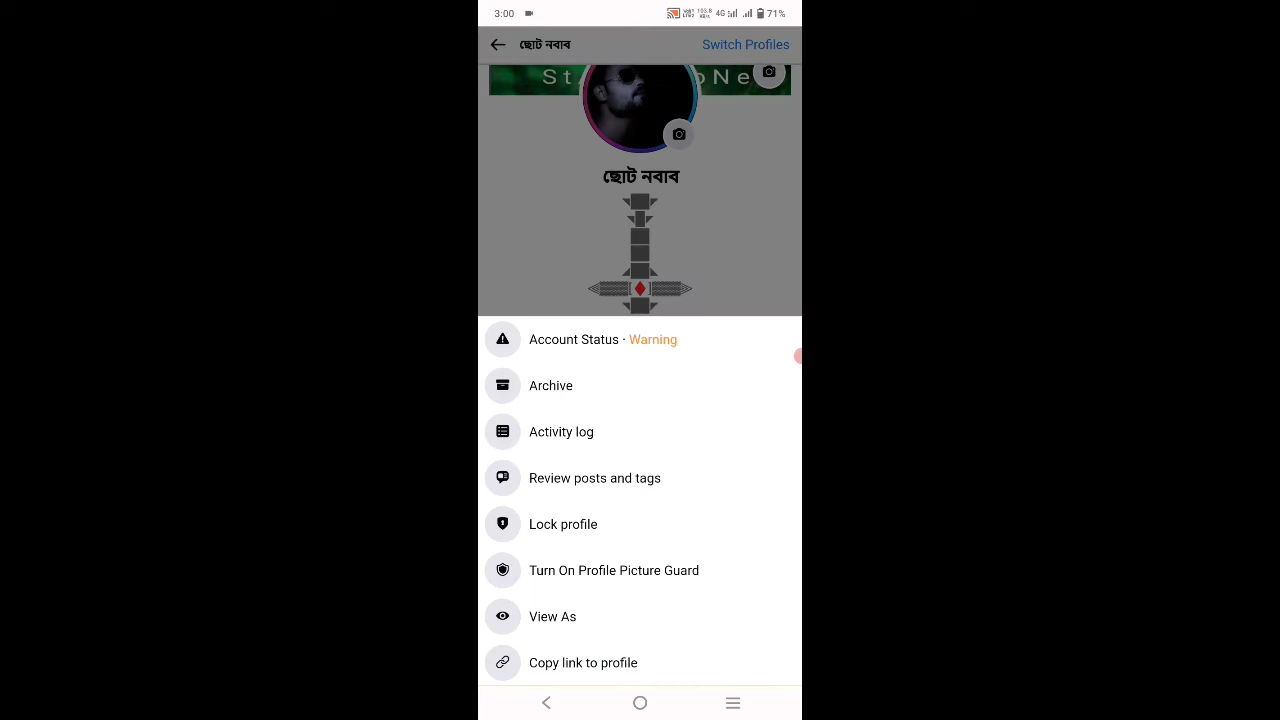 3:00 4G 71%
ছোট নবাব Switch Profiles
ছোট নবাব
Account Status · Warning
Archive
Activity log
Review posts and tags
Lock profile
Turn On Profile Picture Guard
View As
Copy link to profile